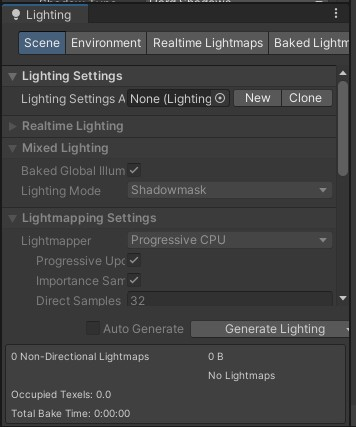 Lighting
Scene Environment Realtime Lightmaps Baked Lightm
Lighting Settings
Lighting Settings A None (Lighting New Clone
Realtime Lighting
Mixed Lighting
Baked Global Illum
Lighting Mode Shadowmask
Lightmapping Settings
Lightmapper Progressive CPU
Progressive Upd
Importance Sam
Direct Samples 32
Auto Generate Generate Lighting
0 Non-Directional Lightmaps 0 B
No Lightmaps
Occupied Texels: 0.0
Total Bake Time: 0:00:00